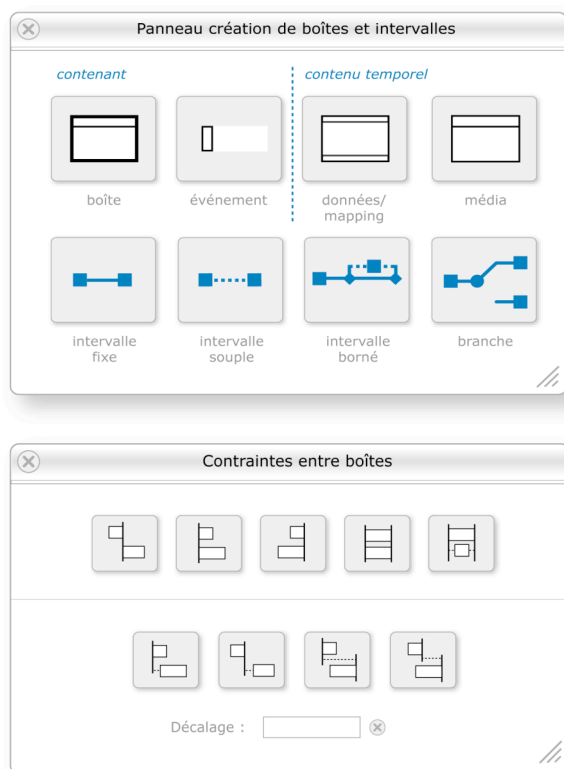 Panneau création de boîtes et intervalles
contenant
contenu temporel
boîte
événement
données/
mapping
média
intervalle
fixe
intervalle
souple
intervalle
borné
branche
Contraintes entre boîtes
Décalage :